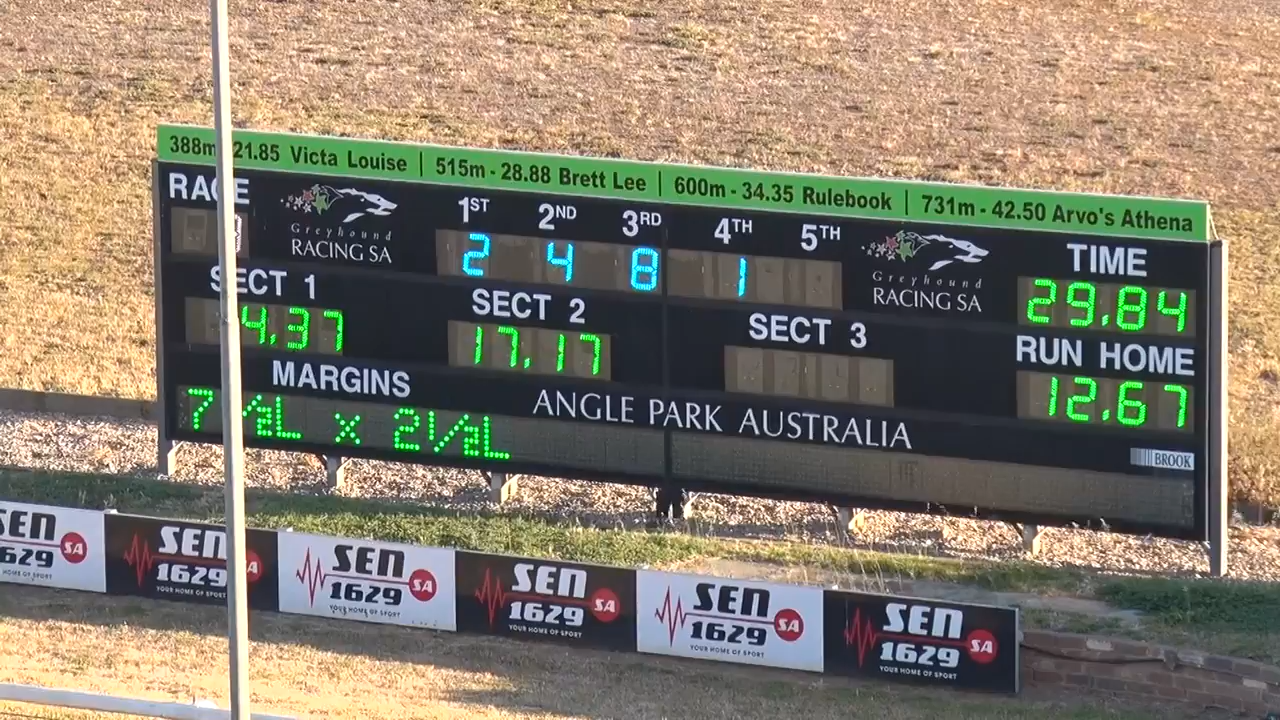 388m 21.85 Victa Louise | 515m - 28.88 Brett Lee | 600m - 34.35 Rulebook | 731m - 42.50 Arvo's Athena
RACE
Greyhound
RACING SA
1ST 2ND 3RD 4TH 5TH
2 4 8 1
Greyhound
RACING SA
TIME
29.84
SECT 1
4.37
SECT 2
17.17
SECT 3
RUN HOME
12.67
MARGINS
7 ½L x 2½L
ANGLE PARK AUSTRALIA
BROOK
SEN
1629 SA
HOME OF SPORT
SEN
1629 A
YOUR HOME OF SPORT
SEN
1629 SA
YOUR HOME OF SPORT
SEN
1629 SA
YOUR HOME OF SPORT
SEN
1629 SA
YOUR HOME OF SPORT
SEN
1629 SA
YOUR HOME OF SPORT